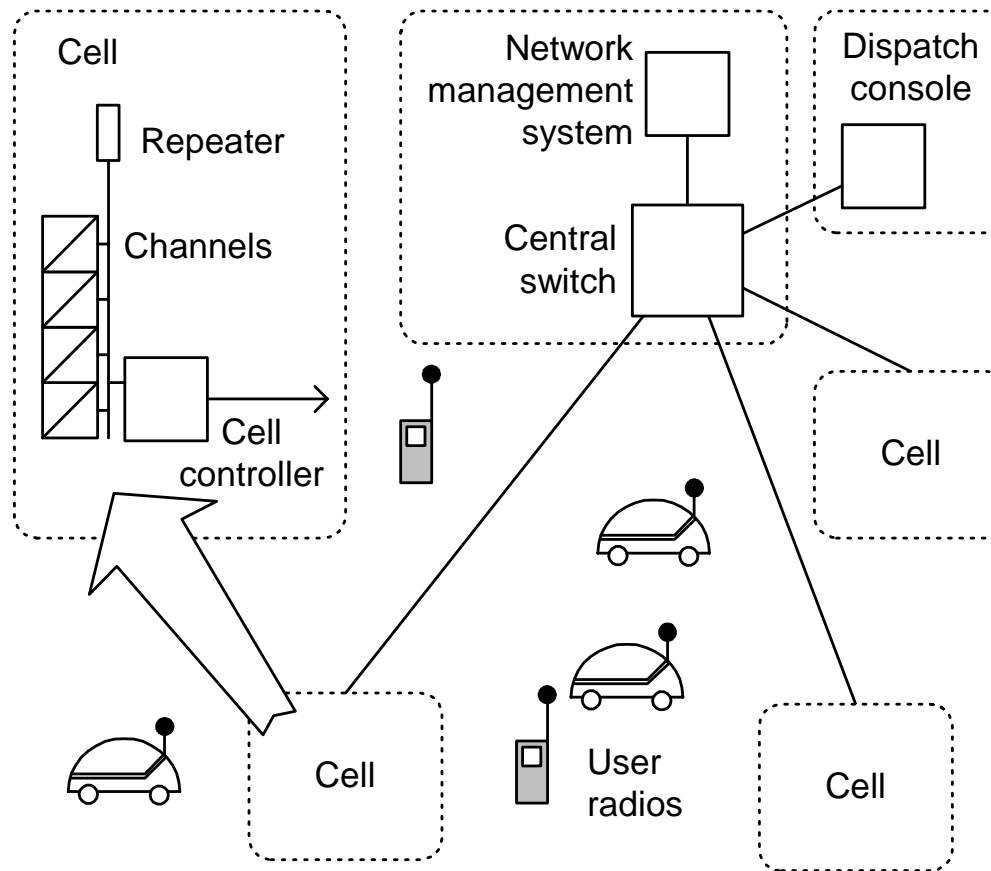 Cell
Repeater
Channels
Cell
controller
Network
management
system
Central
switch
Dispatch
console
Cell
User
radios
Cell
Cell